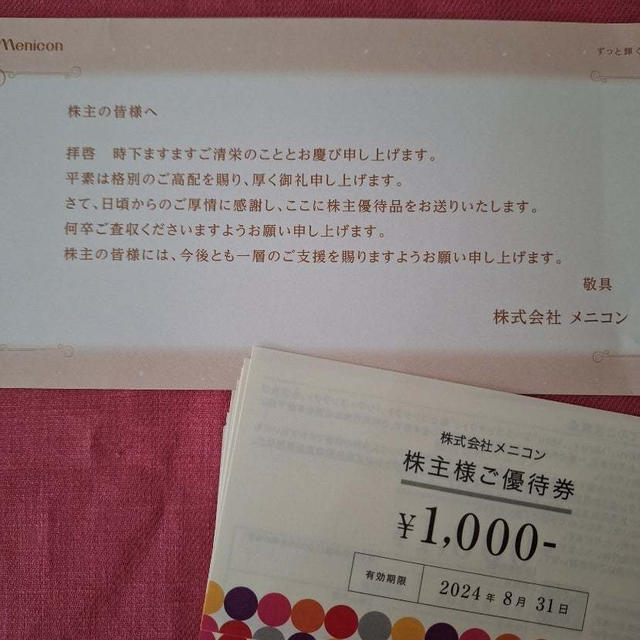 Menicon
ずっと輝く
株主の皆様へ
拝啓　時下ますますご清栄のこととお慶び申し上げます。
平素は格別のご高配を賜り、厚く御礼申し上げます。
さて、日頃からのご厚情に感謝し、ここに株主優待品をお送りいたします。
何卒ご査収くださいますようお願い申し上げます。
株主の皆様には、今後とも一層のご支援を賜りますようお願い申し上げます。
敬具
株式会社 メニコン
株式会社メニコン
株主様ご優待券
¥1,000-
有効期限 2024年 8月 31日